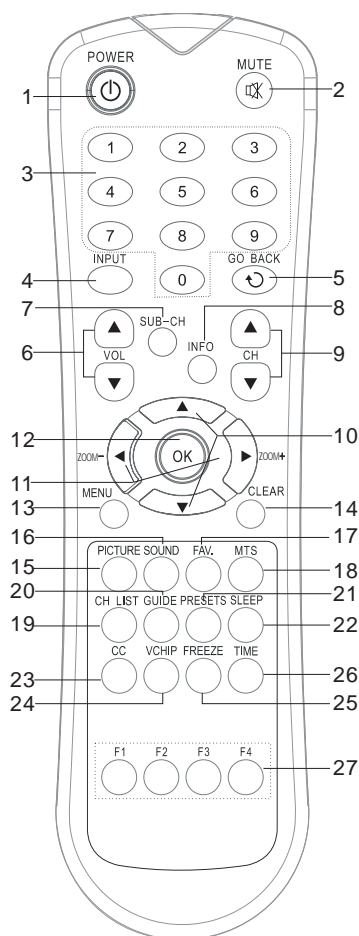 POWER
MUTE
1
2
1 2 3
3
4 5 6
7 8 9
INPUT
GO BACK
4
0
5
7
8
SUB-CH
INFO
6
VOL
CH
9
12
10
ZOOM-
OK
ZOOM+
11
MENU
CLEAR
13
14
16
17
PICTURE SOUND FAV. MTS
15
18
20
21
CH LIST GUIDE PRESETS SLEEP
19
22
CC VCHIP FREEZE TIME
23
26
24
25
F1 F2 F3 F4
27